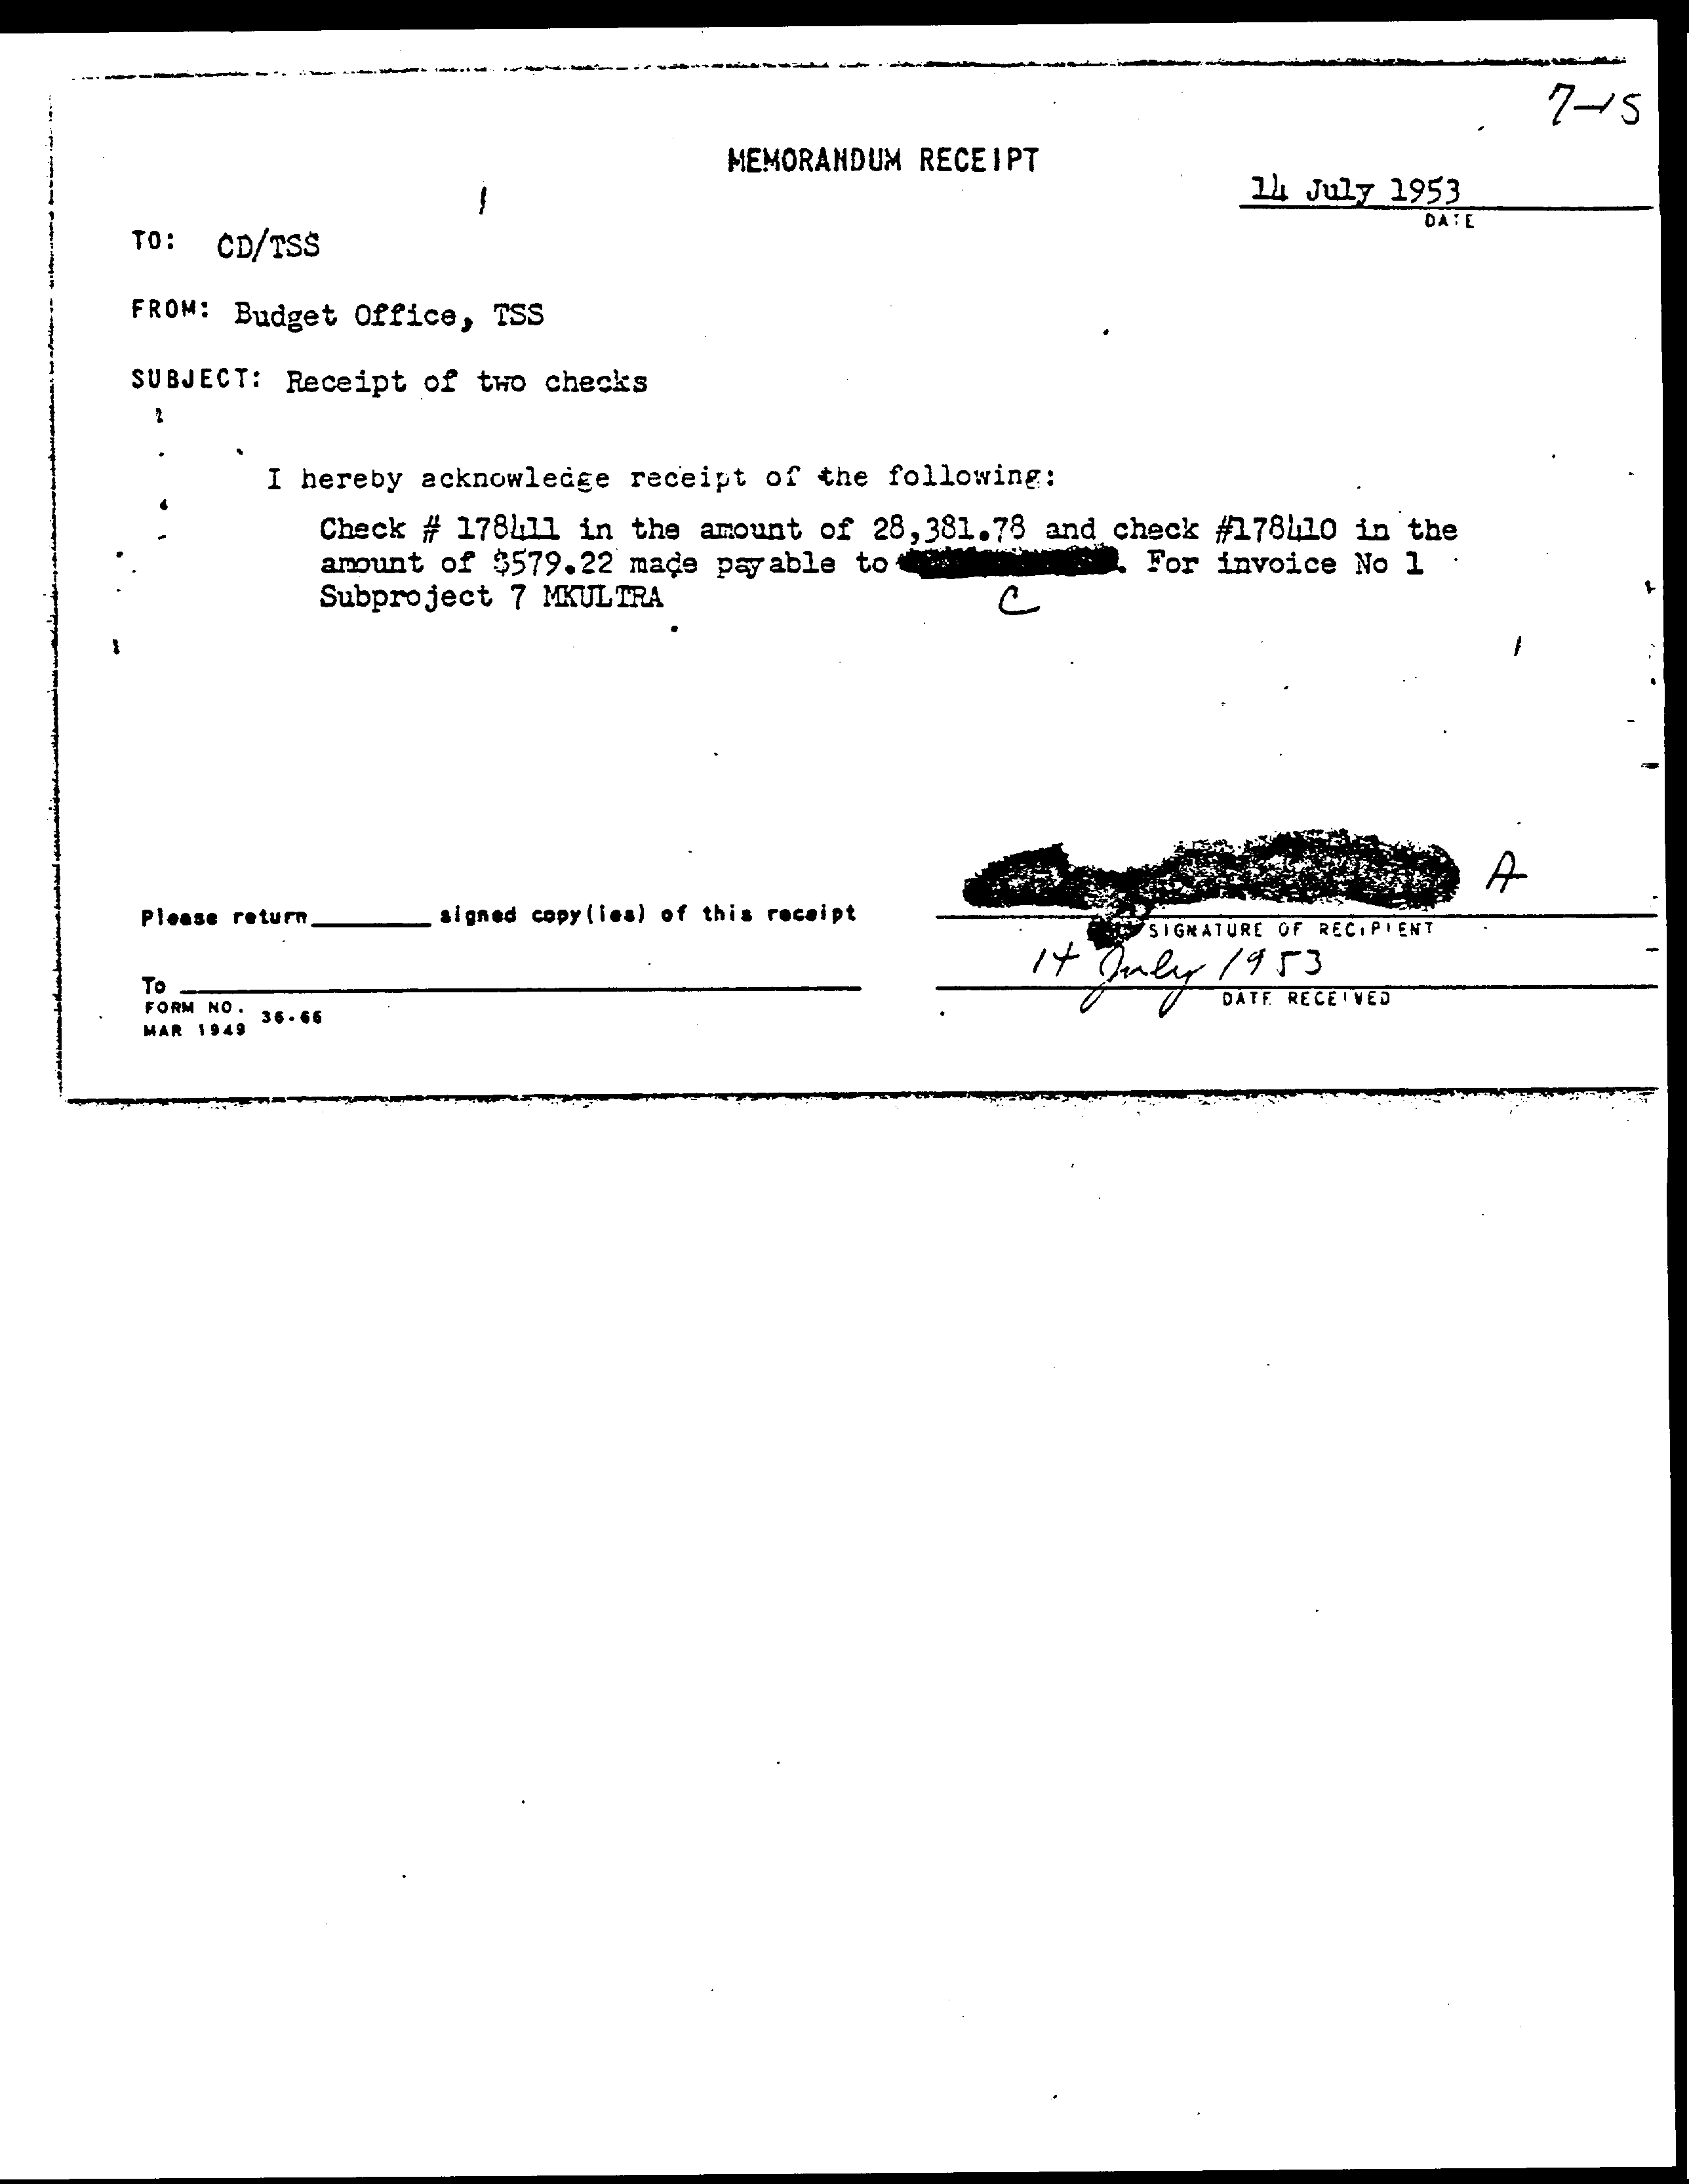 7-15
MEMORANDUM RECEIPT
14 July 1953
DATE
TO: CD/TSS
FROM: Budget Office, TSS
SUBJECT: Receipt of two checks
I hereby acknowledge receipt of the following:
Check # 178411 in the amount of 28,381.78 and check #178410 in the
amount of $579.22 made payable to . For invoice No 1
Subproject 7 MKULTRA
C
A
Please return signed copy(ies) of this receipt
SIGNATURE OF RECIPIENT
14 July 1953
To
DATE RECEIVED
FORM NO. 36-66
MAR 1949